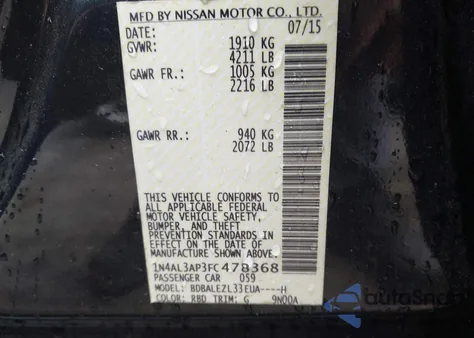 MFD BY NISSAN MOTOR CO., LTD.
DATE: 07/15
GVWR: 1910 KG
4211 LB
GAWR FR.: 1005 KG
2216 LB
GAWR RR.: 940 KG
2072 LB
THIS VEHICLE CONFORMS TO
ALL APPLICABLE FEDERAL
MOTOR VEHICLE SAFETY,
BUMPER, AND THEFT
PREVENTION STANDARDS IN
EFFECT ON THE DATE OF
MANUFACTURE SHOWN ABOVE.
1N4AL3AP3FC478368
PASSENGER CAR 059
MODEL: BDBALEZL33EUA----H
COLOR: RBD TRIM: G 9N00A